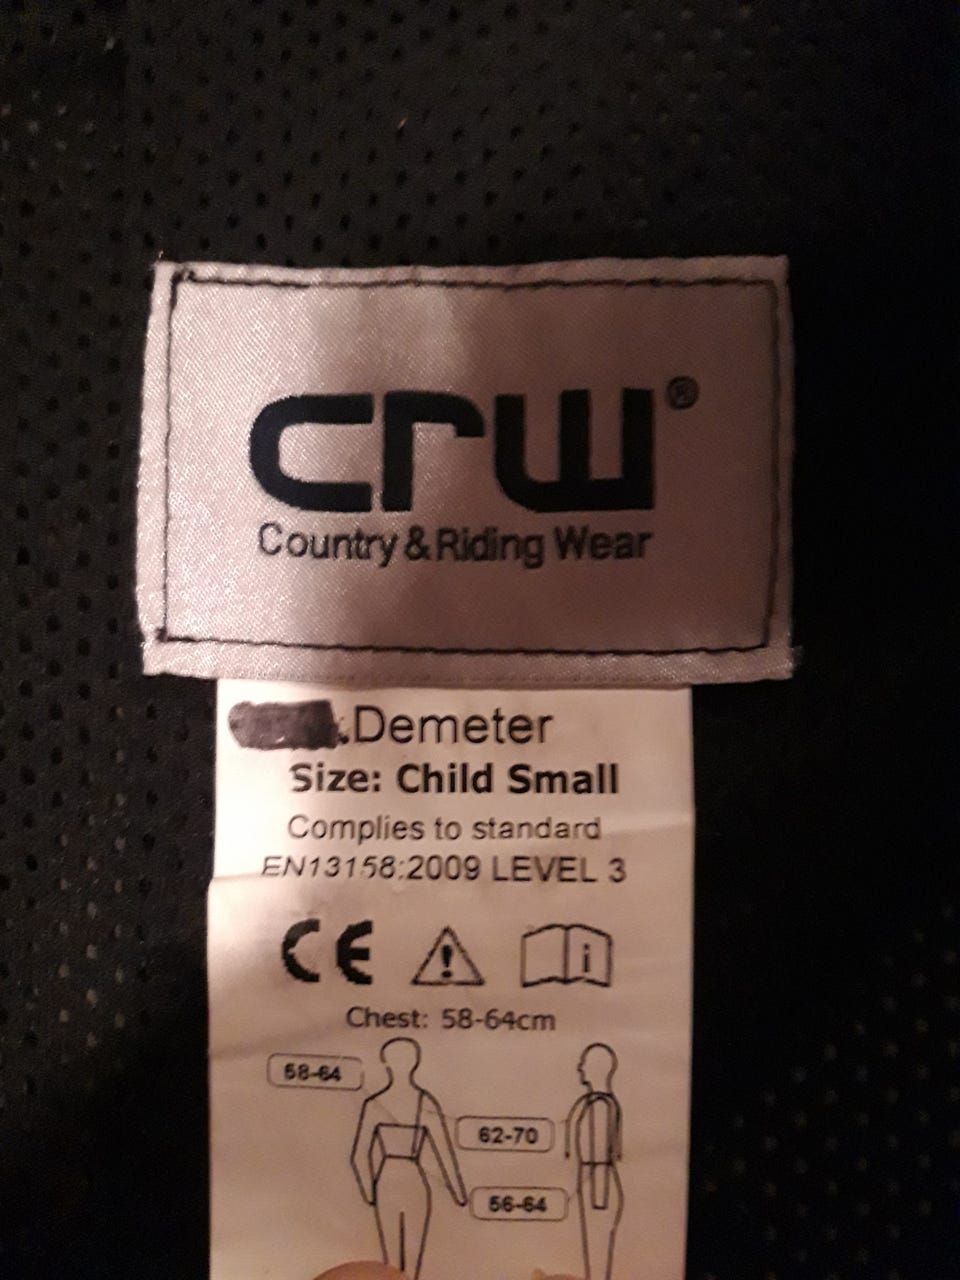 crw®
Country & Riding Wear
.Demeter
Size: Child Small
Complies to standard
EN13158:2009 LEVEL 3
CE
Chest: 58-64cm
58-64
62-70
56-64